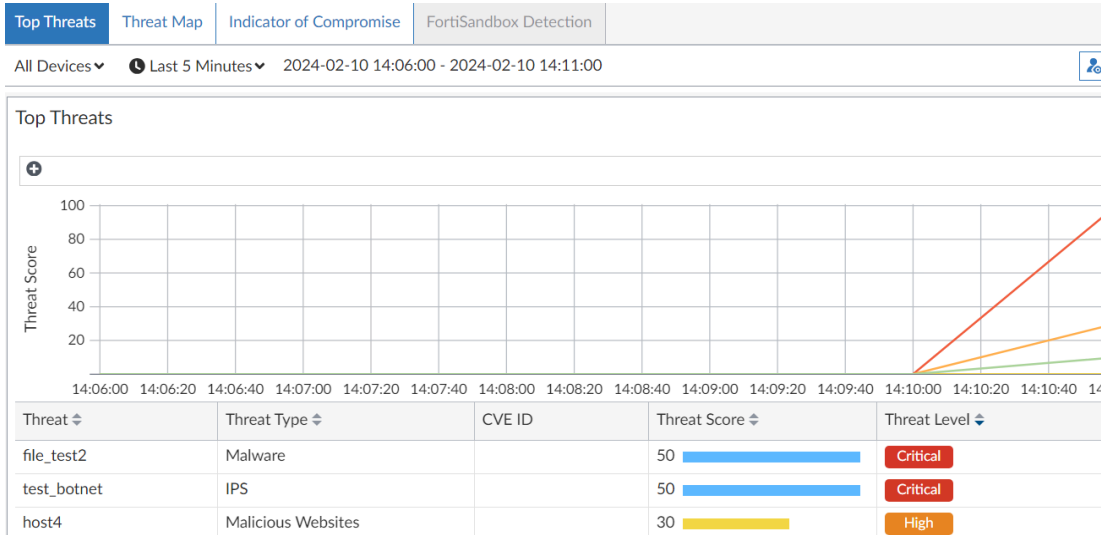 Top Threats Threat Map Indicator of Compromise FortiSandbox Detection
All Devices Last 5 Minutes 2024-02-10 14:06:00 - 2024-02-10 14:11:00
Top Threats
100
80
60
40
20
Threat Score
14:06:00 14:06:20 14:06:40 14:07:00 14:07:20 14:07:40 14:08:00 14:08:20 14:08:40 14:09:00 14:09:20 14:09:40 14:10:00 14:10:20 14:10:40 14
Threat Threat Type CVE ID Threat Score Threat Level
file_test2 Malware 50 Critical
test_botnet IPS 50 Critical
host4 Malicious Websites 30 High